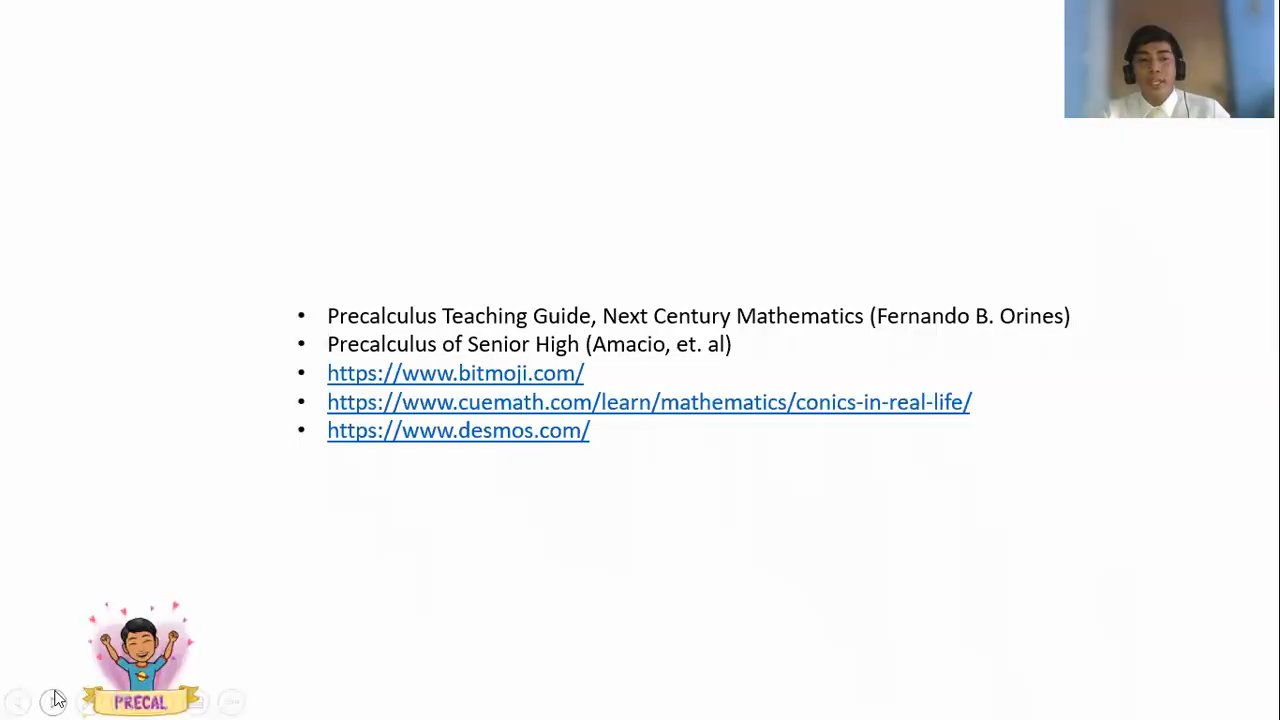 • Precalculus Teaching Guide, Next Century Mathematics (Fernando B. Orines)
• Precalculus of Senior High (Amacio, et. al)
• https://www.bitmoji.com/
• https://www.cuemath.com/learn/mathematics/conics-in-real-life/
• https://www.desmos.com/
PRECAL